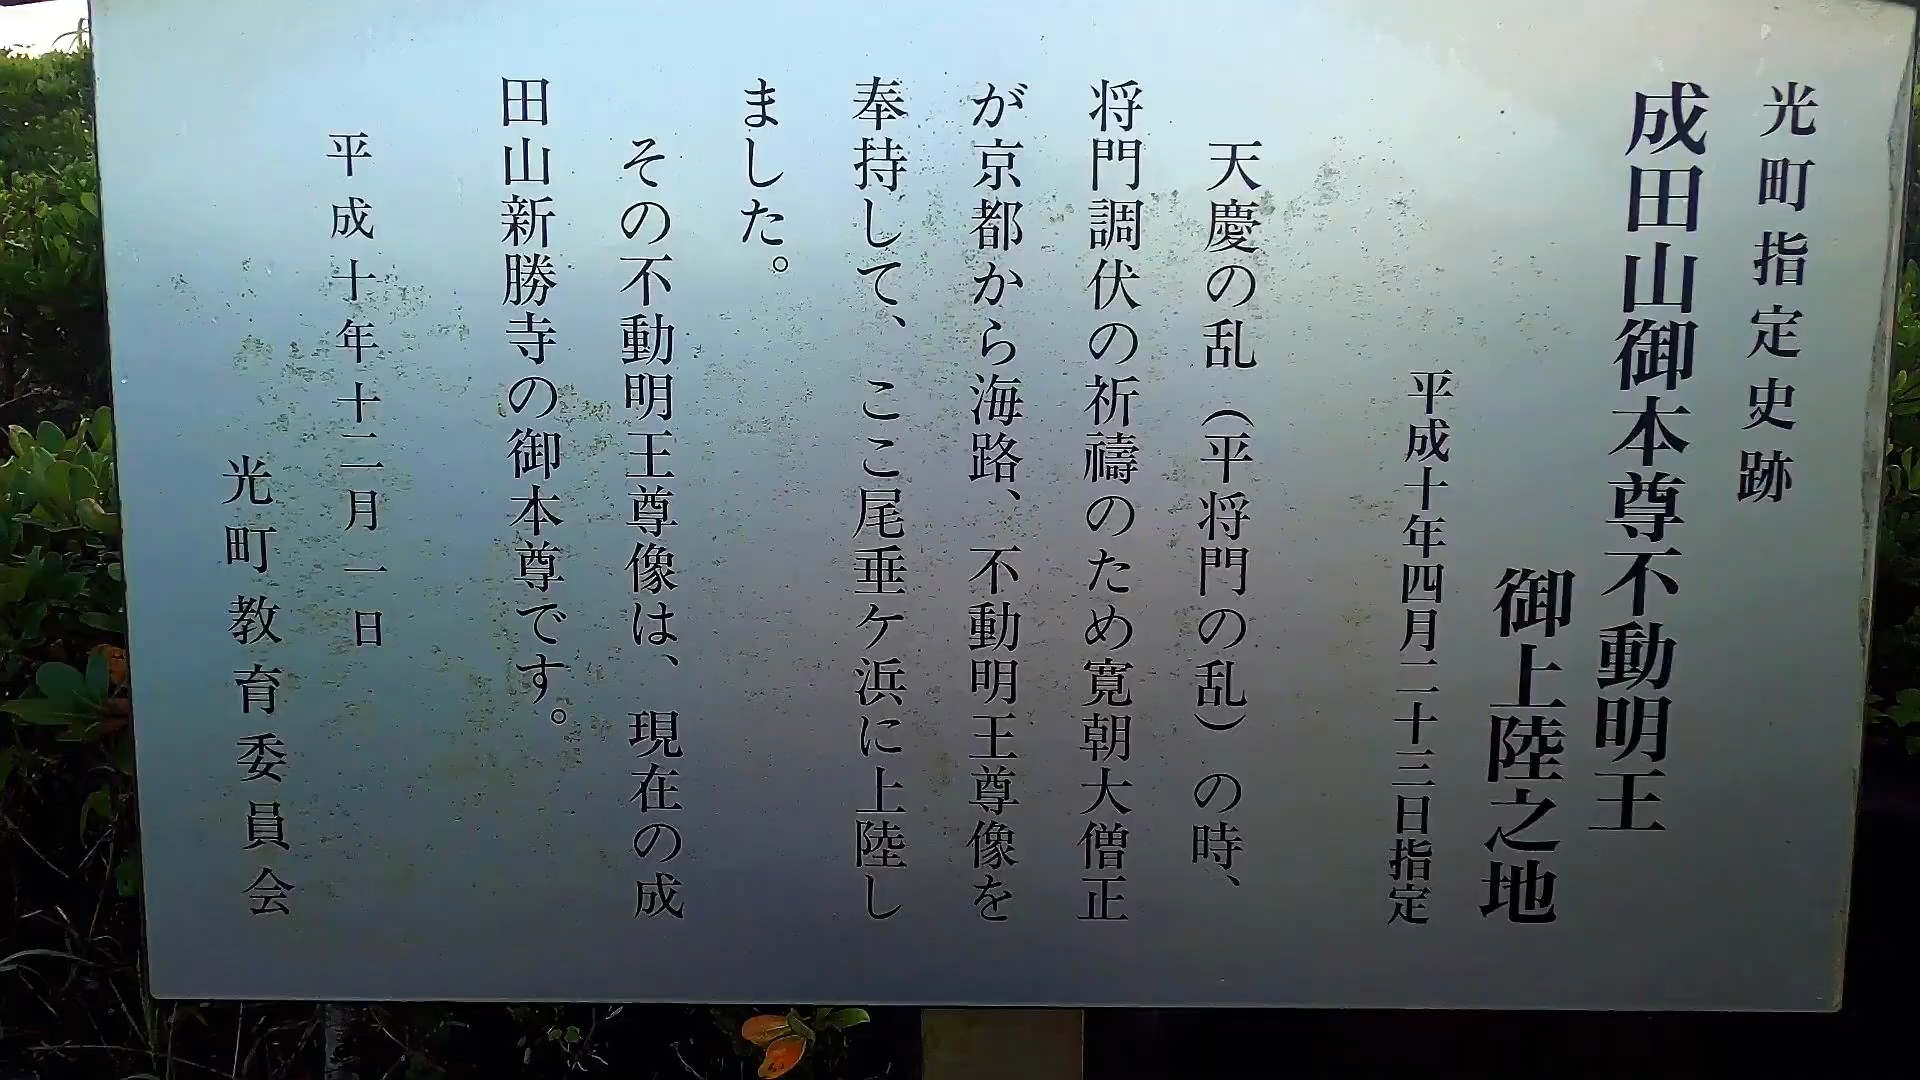 光町指定史跡
成田山御本尊不動明王
御上陸之地
平成十年四月二十三日指定
天慶の乱（平将門の乱）の時、
将門調伏の祈禱のため寛朝大僧正
が京都から海路、不動明王尊像を
奉持して、ここ尾垂ケ浜に上陸し
ました。
その不動明王尊像は、現在の成
田山新勝寺の御本尊です。
平成十年十二月一日
光町教育委員会